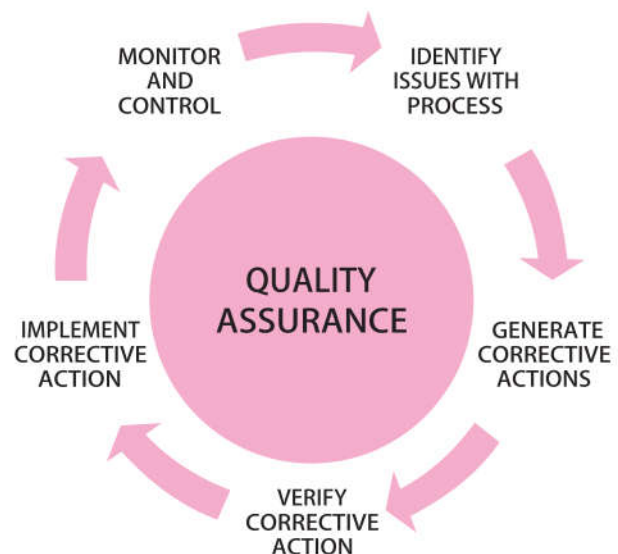 MONITOR
AND
CONTROL
IDENTIFY
ISSUES WITH
PROCESS
QUALITY
ASSURANCE
GENERATE
CORRECTIVE
ACTIONS
VERIFY
CORRECTIVE
ACTION
IMPLEMENT
CORRECTIVE
ACTION